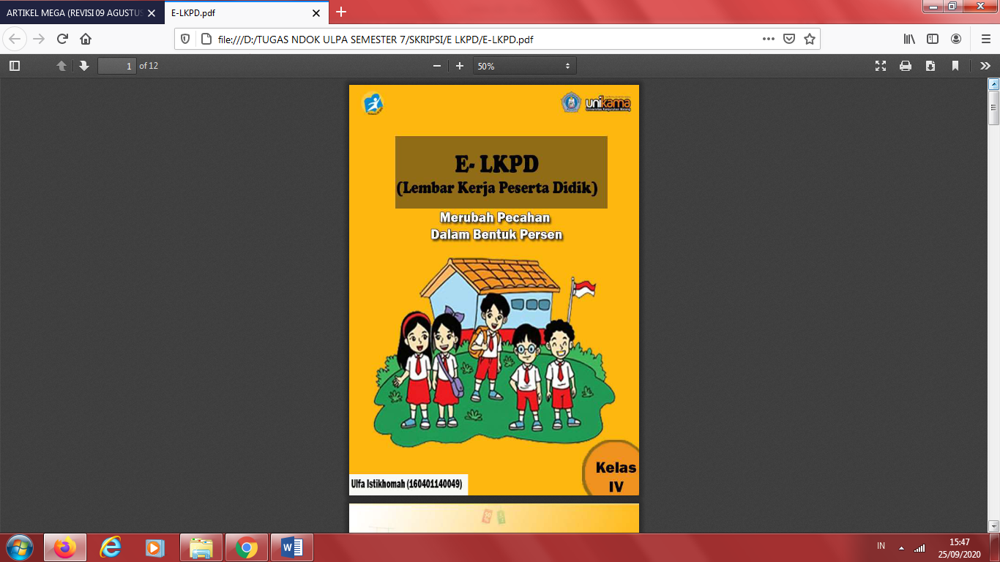 ARTIKEL MEGA (REVISI 09 AGUSTUS
E-LKPD.pdf
file:///D:/TUGAS NDOK ULPA SEMESTER 7/SKRIPSI/E LKPD/E-LKPD.pdf
1 of 12
50%
unikama
Universitas Kanjuruhan Malang
E- LKPD
(Lembar Kerja Peserta Didik)
Merubah Pecahan
Dalam Bentuk Persen
Kelas
IV
Ulfa Istikhomah (160401140049)
IN
15:47
25/09/2020